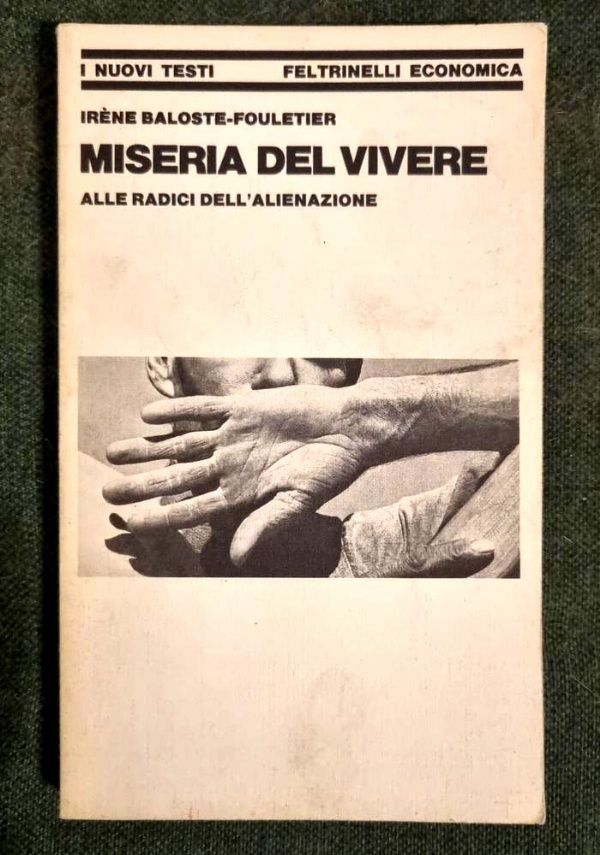 I NUOVI TESTI FELTRINELLI ECONOMICA
IRÈNE BALOSTE-FOULETIER
MISERIA DEL VIVERE
ALLE RADICI DELL'ALIENAZIONE